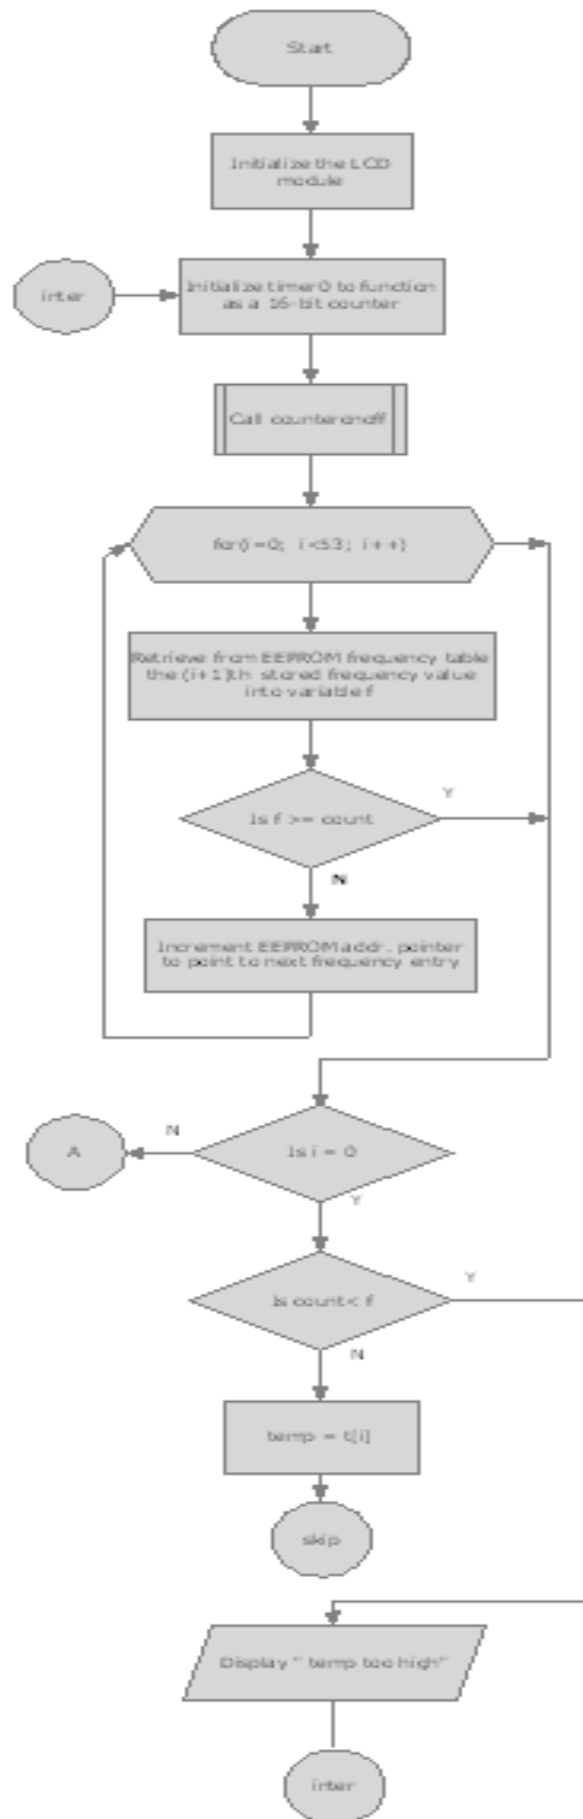 Start
Initialize the LCD
module
inter
Initialize timer0 to function
as a 16-bit counter
Call counteronoff
for(i=0; i<53; i++)
Retrieve from EEPROM frequency table
the (i+1)th stored frequency value
into variable f
Is f >= count
Y
N
Increment EEPROM addr. pointer
to point to next frequency entry
N
A
Is i = 0
Y
Is count< f
Y
N
temp = t[i]
skip
Display " temp too high"
inter